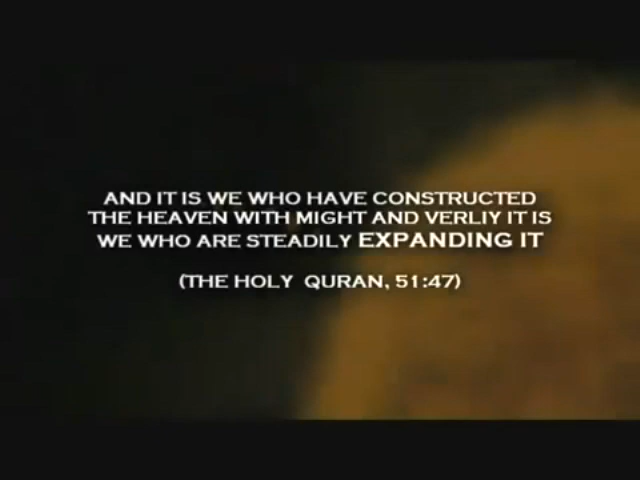 AND IT IS WE WHO HAVE CONSTRUCTED
THE HEAVEN WITH MIGHT AND VERLIY IT IS
WE WHO ARE STEADILY EXPANDING IT
(THE HOLY QURAN, 51:47)